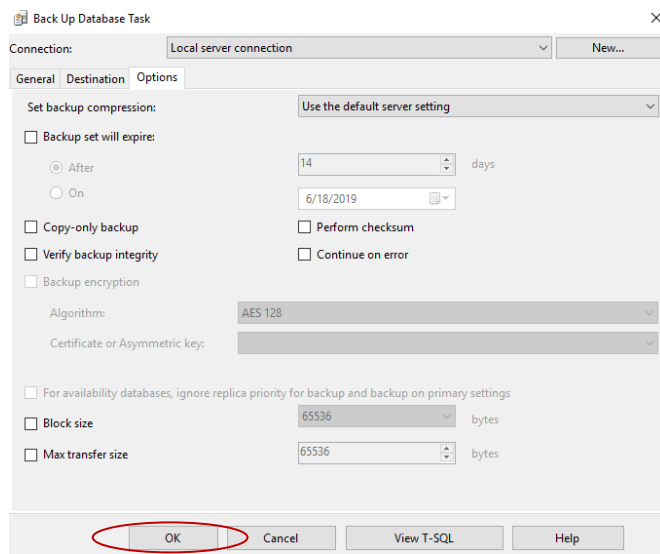 Back Up Database Task
Connection: Local server connection New...
General Destination Options
Set backup compression: Use the default server setting
Backup set will expire:
After 14 days
On 6/18/2019
Copy-only backup Perform checksum
Verify backup integrity Continue on error
Backup encryption
Algorithm: AES 128
Certificate or Asymmetric key:
For availability databases, ignore replica priority for backup and backup on primary settings
Block size 65536 bytes
Max transfer size 65536 bytes
OK Cancel View T-SQL Help